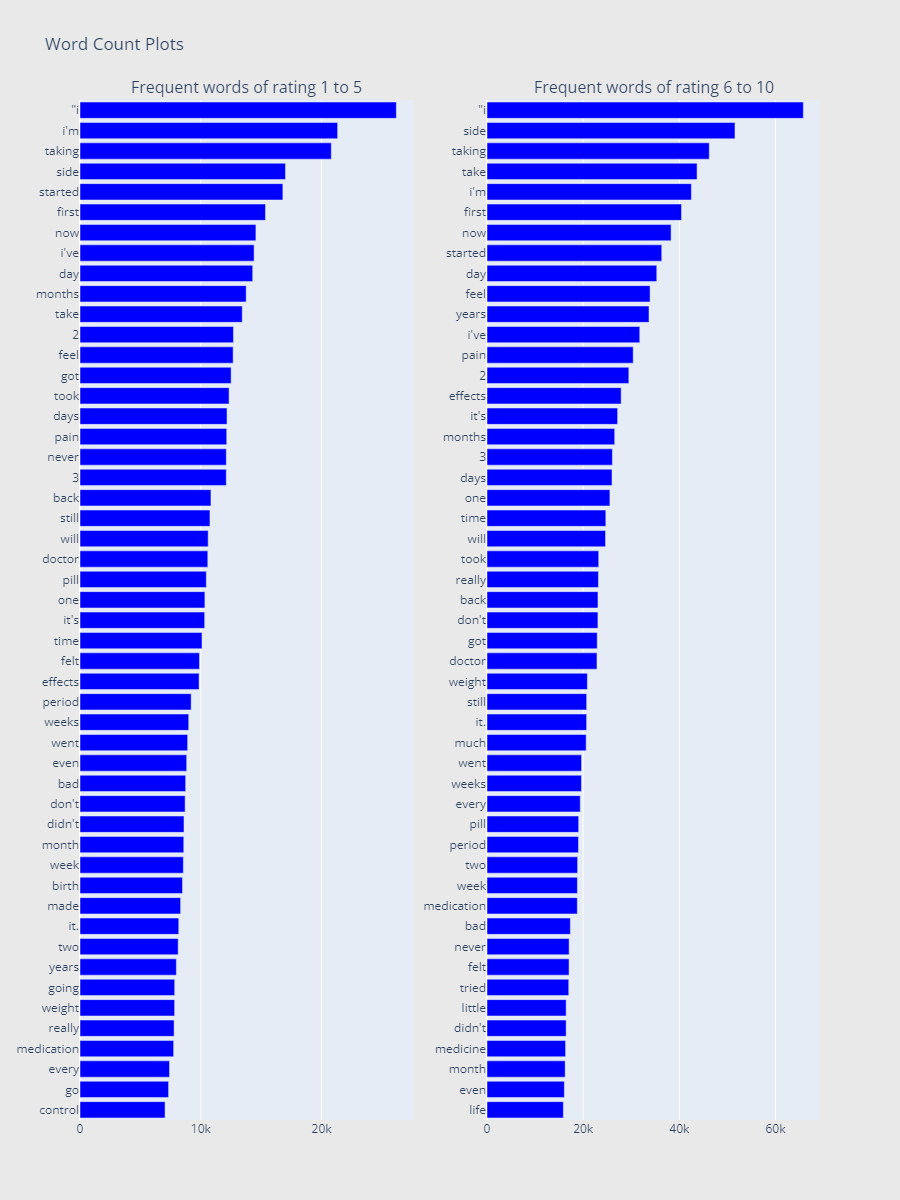 Word Count Plots
Frequent words of rating 1 to 5
"i
i'm
taking
side
started
first
now
i've
day
months
take
2
feel
got
took
days
pain
never
3
back
still
will
doctor
pill
one
it's
time
felt
effects
period
weeks
went
even
bad
don't
didn't
month
week
birth
made
it.
two
years
going
weight
really
medication
every
go
control
0 10k 20k
Frequent words of rating 6 to 10
"i
side
taking
take
i'm
first
now
started
day
feel
years
i've
pain
2
effects
it's
months
3
days
one
time
will
took
really
back
don't
got
doctor
weight
still
it.
much
went
weeks
every
pill
period
two
week
medication
bad
never
felt
tried
little
didn't
medicine
month
even
life
0 20k 40k 60k